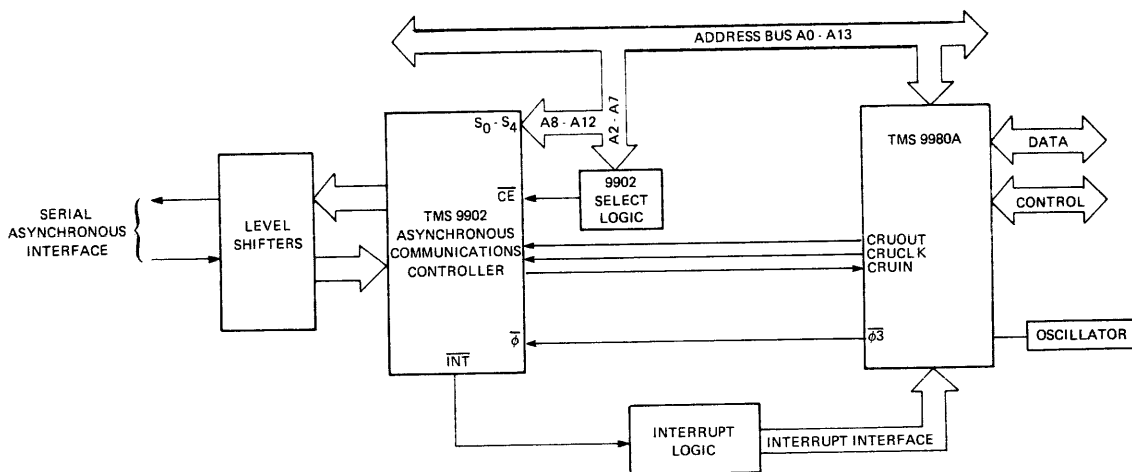 ADDRESS BUS A0 - A13
S0 - S4
A8 - A12
A2 - A7
TMS 9980A
DATA
CONTROL
9902
SELECT
LOGIC
CE
SERIAL
ASYNCHRONOUS
INTERFACE
LEVEL
SHIFTERS
TMS 9902
ASYNCHRONOUS
COMMUNICATIONS
CONTROLLER
CRUOUT
CRUCLK
CRUIN
ϕ
ϕ3
OSCILLATOR
INT
INTERRUPT
LOGIC
INTERRUPT INTERFACE